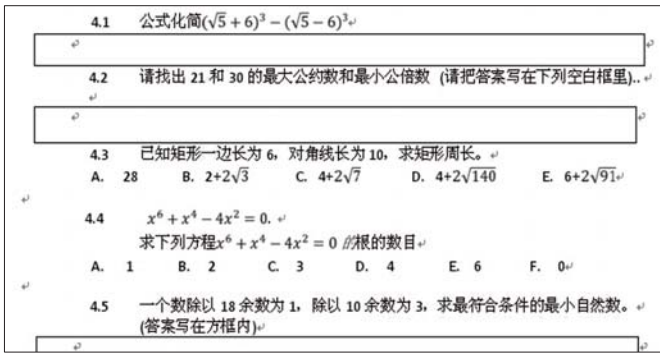 4.1 公式化简(√5 + 6)³ − (√5 − 6)³
4.2 请找出 21 和 30 的最大公约数和最小公倍数 (请把答案写在下列空白框里)..
4.3 已知矩形一边长为 6，对角线长为 10，求矩形周长。
A. 28 B. 2+2√3 C. 4+2√7 D. 4+2√140 E. 6+2√91
4.4 x⁶ + x⁴ − 4x² = 0.
求下列方程x⁶ + x⁴ − 4x² = 0 的根的数目
A. 1 B. 2 C. 3 D. 4 E. 6 F. 0
4.5 一个数除以 18 余数为 1，除以 10 余数为 3，求最符合条件的最小自然数。
(答案写在方框内)